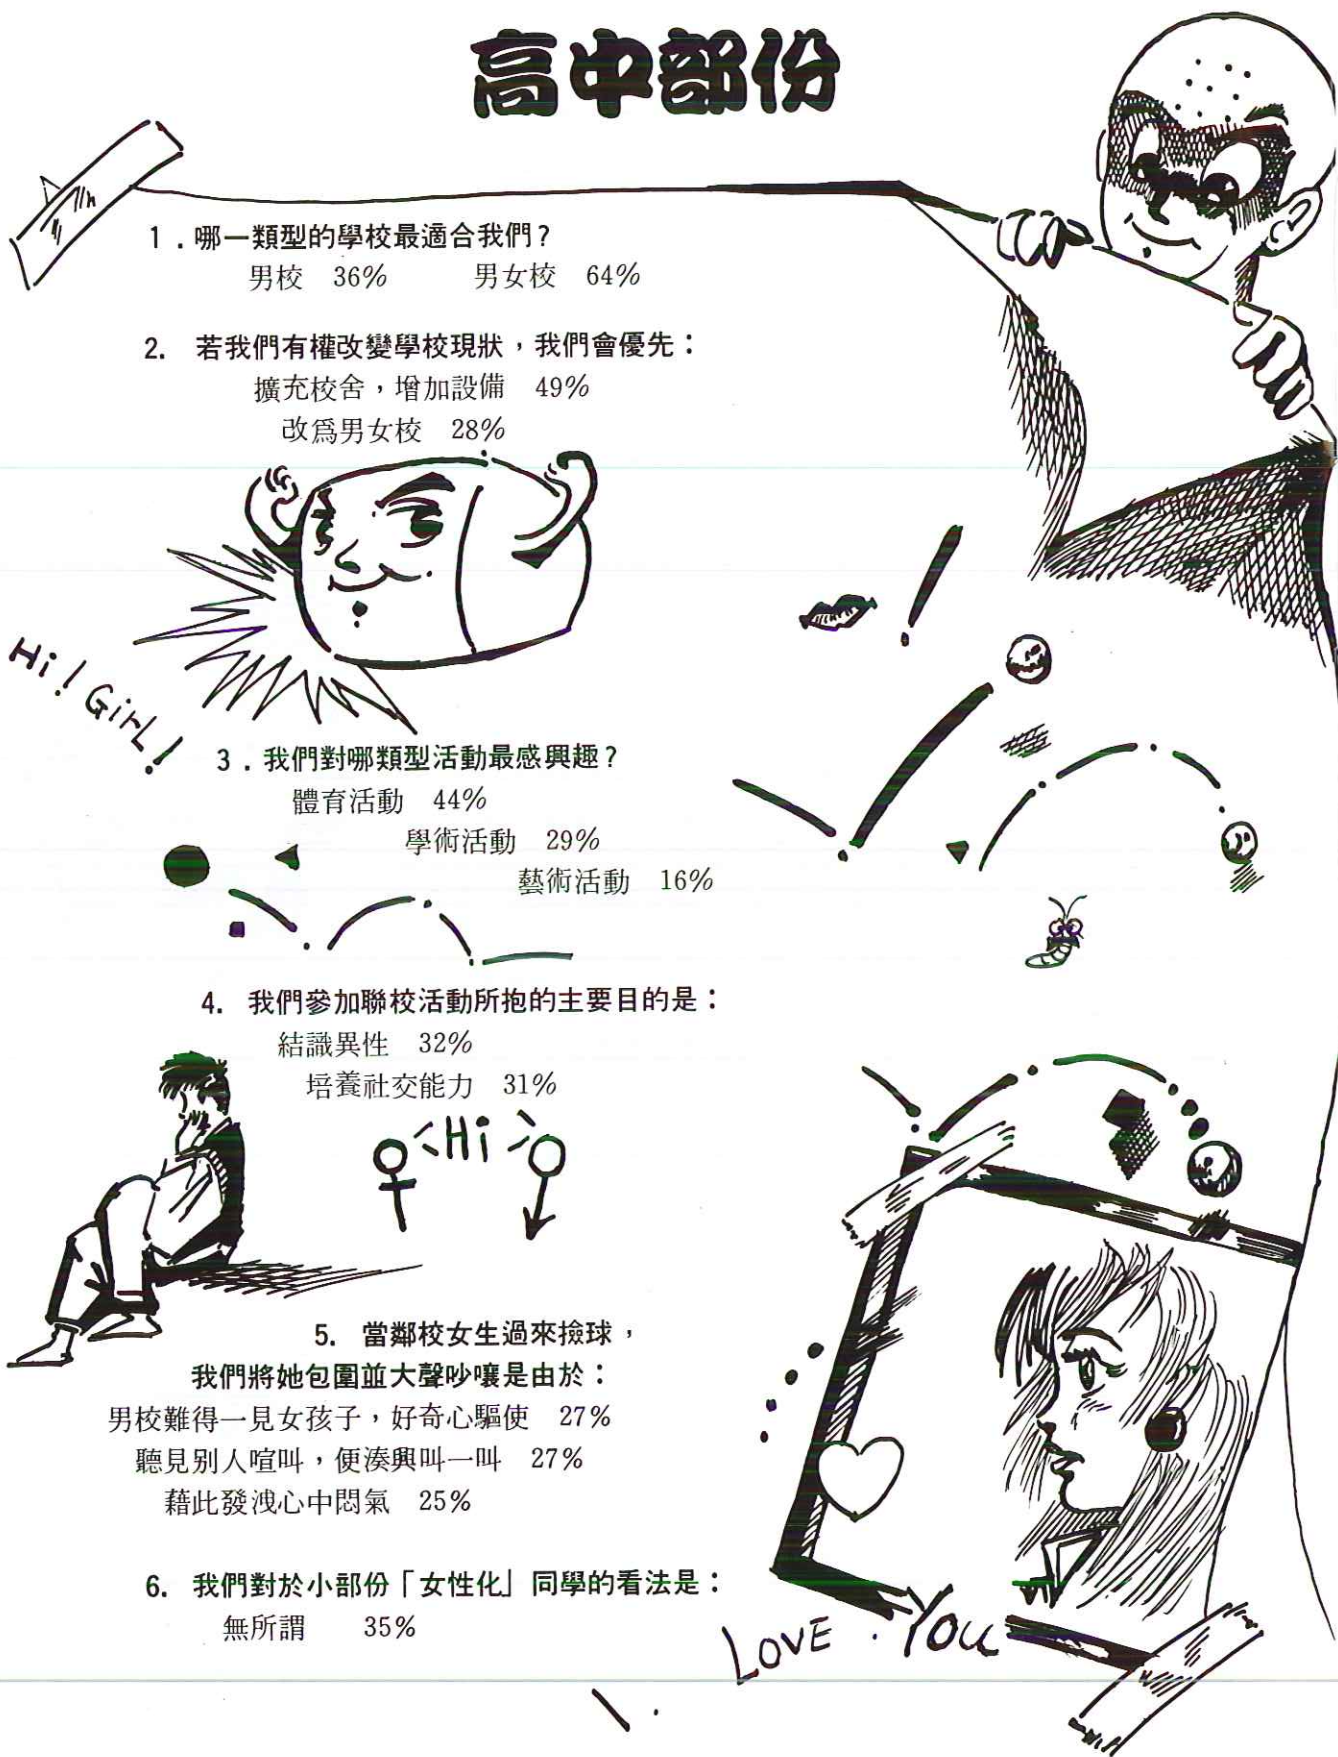 高中部份
1．哪一類型的學校最適合我們？
男校 36% 男女校 64%
2. 若我們有權改變學校現狀，我們會優先：
擴充校舍，增加設備 49%
改爲男女校 28%
Hi! GirL!
3．我們對哪類型活動最感興趣？
體育活動 44%
學術活動 29%
藝術活動 16%
4. 我們參加聯校活動所抱的主要目的是：
結識異性 32%
培養社交能力 31%
Hi
5. 當鄰校女生過來撿球，
我們將她包圍並大聲吵嚷是由於：
男校難得一見女孩子，好奇心驅使 27%
聽見別人喧叫，便湊興叫一叫 27%
藉此發洩心中悶氣 25%
6. 我們對於小部份「女性化」同學的看法是：
無所謂 35%
LOVE . You